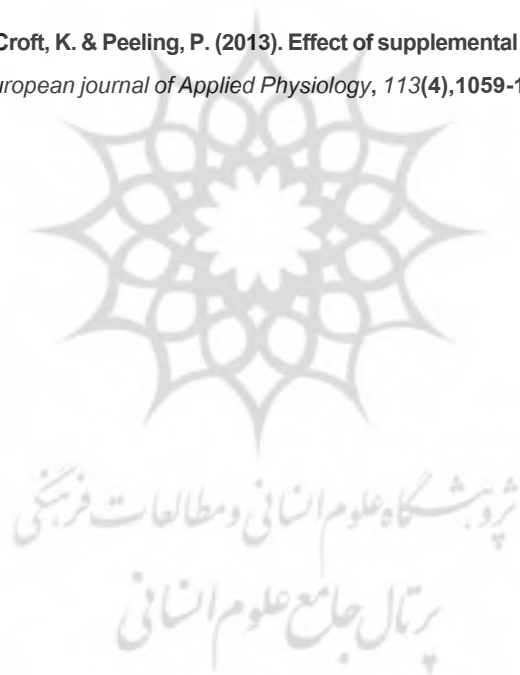 Croft, K. & Peeling, P. (2013). Effect of supplemental
uropean journal of Applied Physiology, 113(4),1059-1
پژوهشگاه علوم انسانی و مطالعات فرهنگی
پرتال جامع علوم انسانی